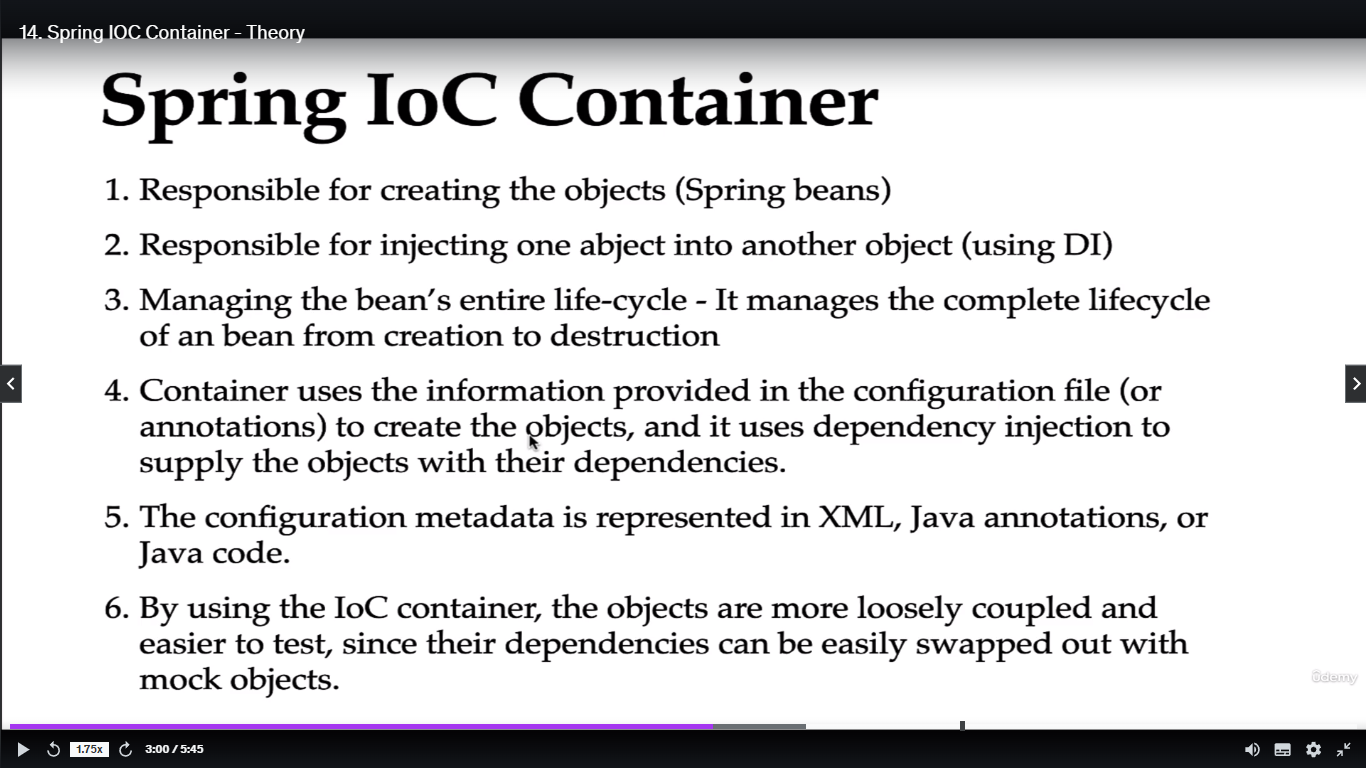 14. Spring IOC Container - Theory
Spring IoC Container
1. Responsible for creating the objects (Spring beans)
2. Responsible for injecting one abject into another object (using DI)
3. Managing the bean's entire life-cycle - It manages the complete lifecycle
of an bean from creation to destruction
4. Container uses the information provided in the configuration file (or
annotations) to create the objects, and it uses dependency injection to
supply the objects with their dependencies.
5. The configuration metadata is represented in XML, Java annotations, or
Java code.
6. By using the IoC container, the objects are more loosely coupled and
easier to test, since their dependencies can be easily swapped out with
mock objects.
ûdemy
1.75x
3:00 / 5:45